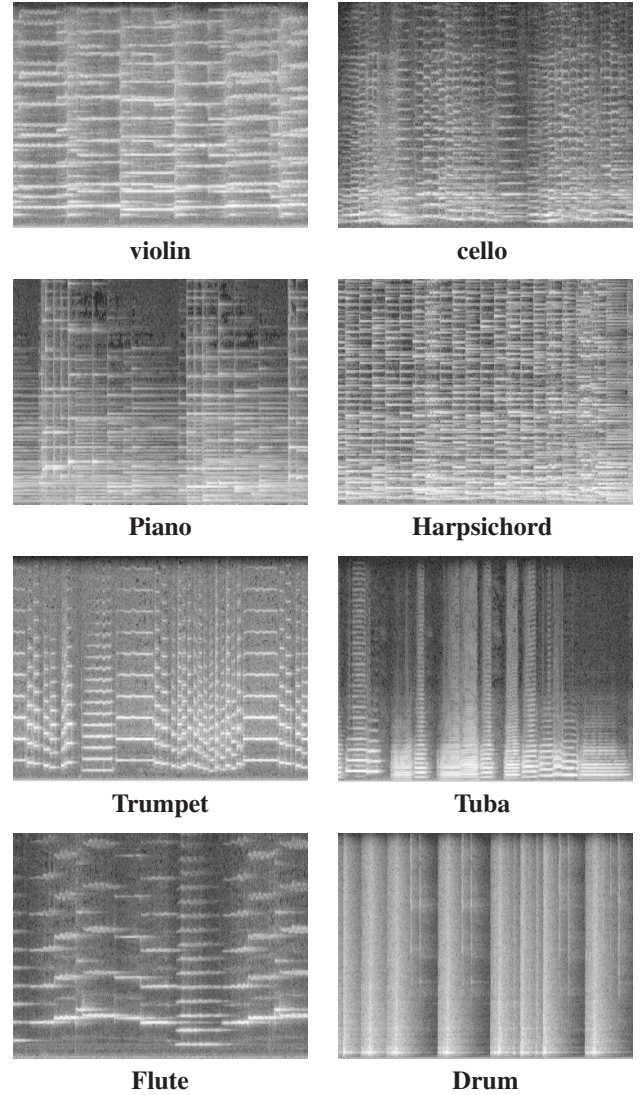 violin
cello
Piano
Harpsichord
Trumpet
Tuba
Flute
Drum